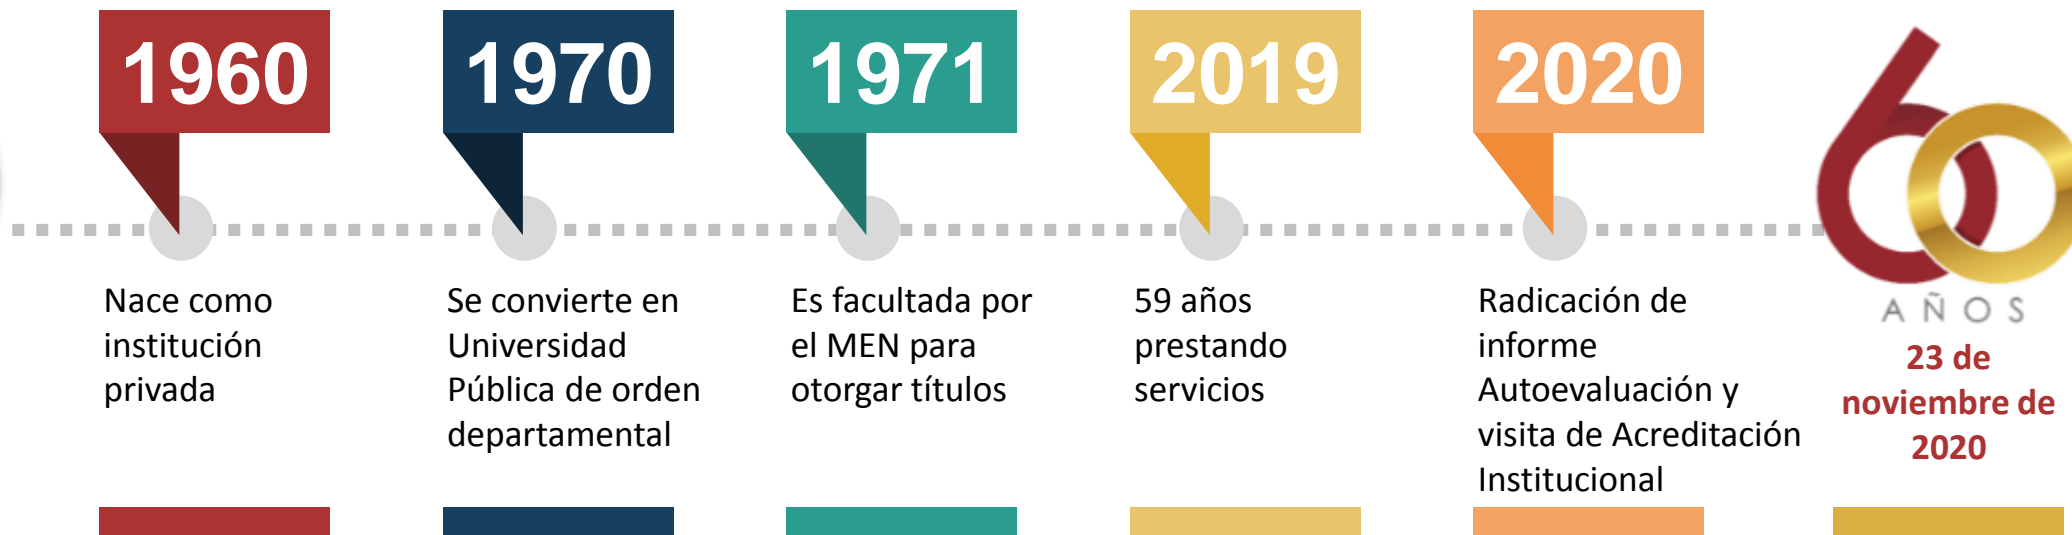 1960
Nace como
institución
privada
1970
Se convierte en
Universidad
Pública de orden
departamental
1971
Es facultada por
el MEN para
otorgar títulos
2019
59 años
prestando
servicios
2020
Radicación de
informe
Autoevaluación y
visita de Acreditación
Institucional
60
AÑOS
23 de
noviembre de
2020